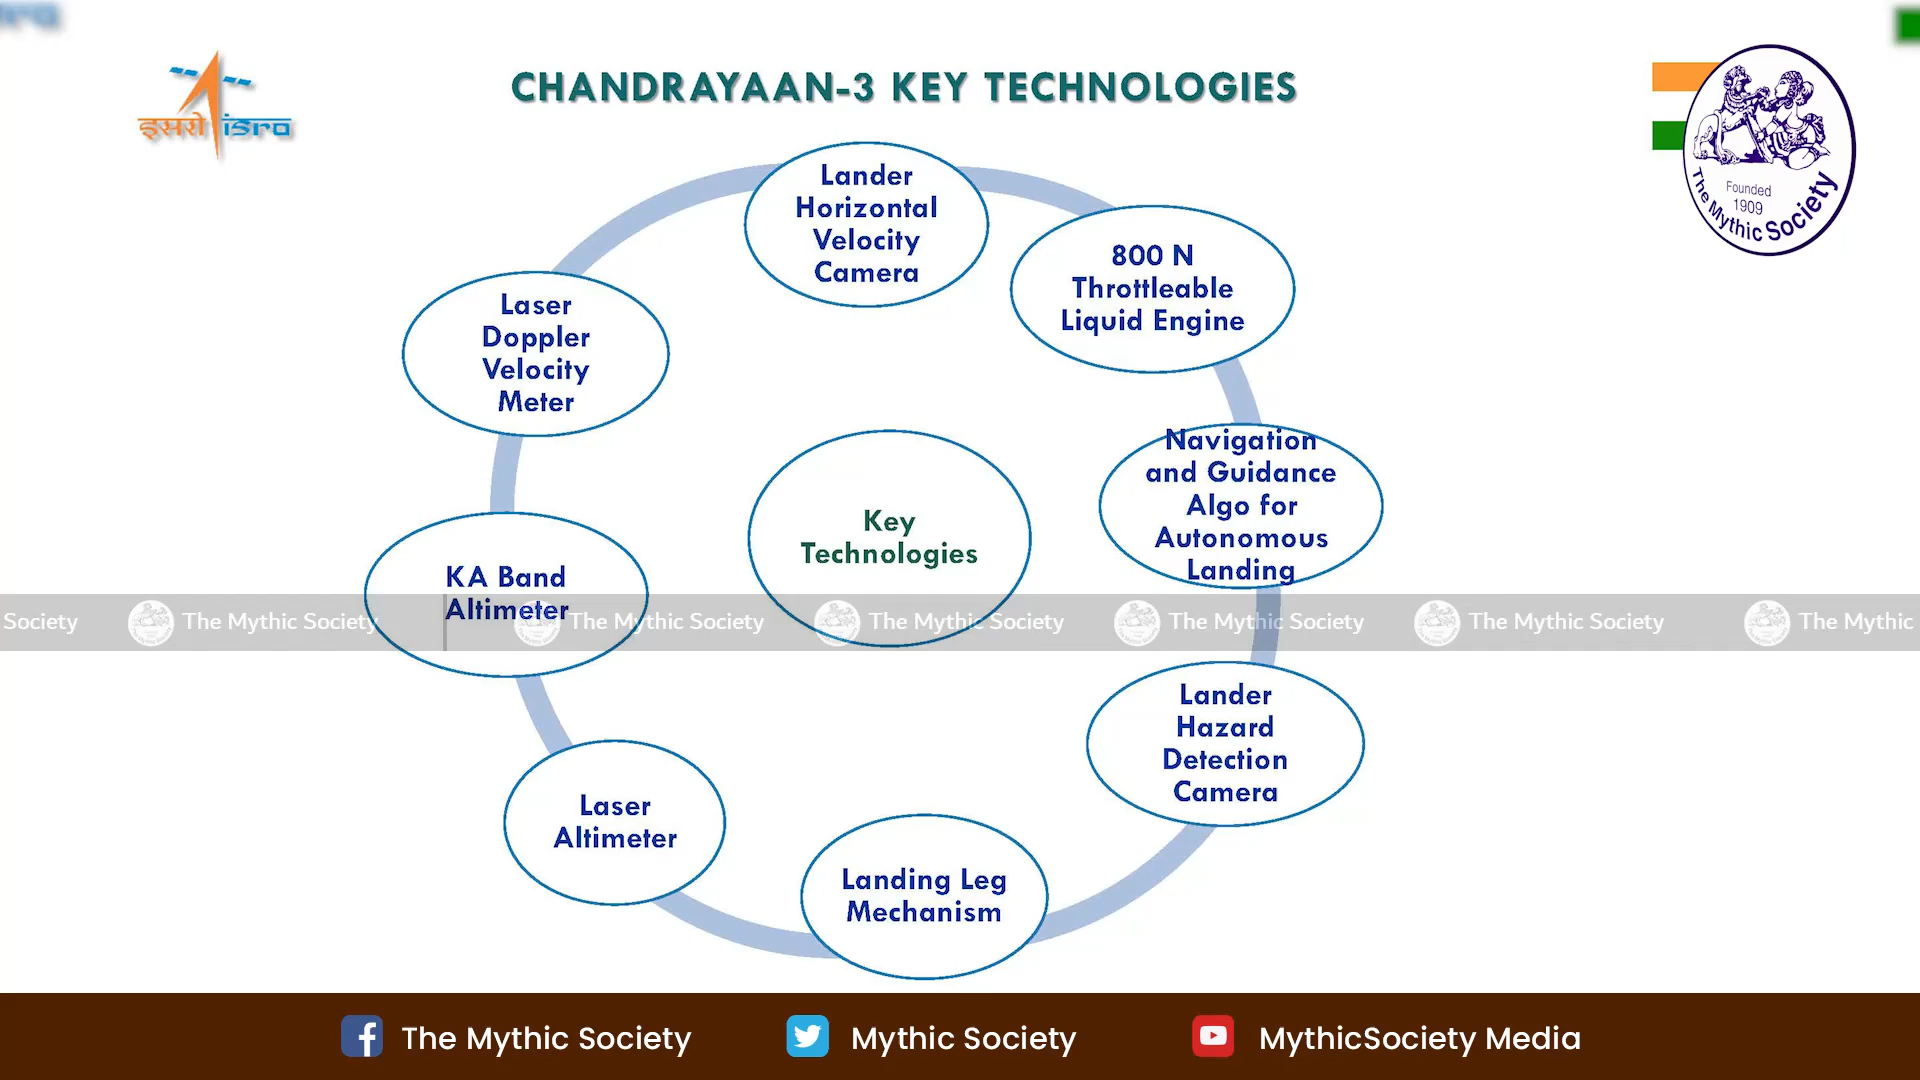 CHANDRAYAAN-3 KEY TECHNOLOGIES
इसरो isra
Founded
1909
The Mythic Society
Lander
Horizontal
Velocity
Camera
800 N
Throttleable
Liquid Engine
Laser
Doppler
Velocity
Meter
Navigation
and Guidance
Algo for
Autonomous
Landing
Key
Technologies
KA Band
Altimeter
Society The Mythic Society The Mythic Society The Mythic Society The Mythic Society The Mythic Society The Mythic
Lander
Hazard
Detection
Camera
Laser
Altimeter
Landing Leg
Mechanism
The Mythic Society Mythic Society MythicSociety Media